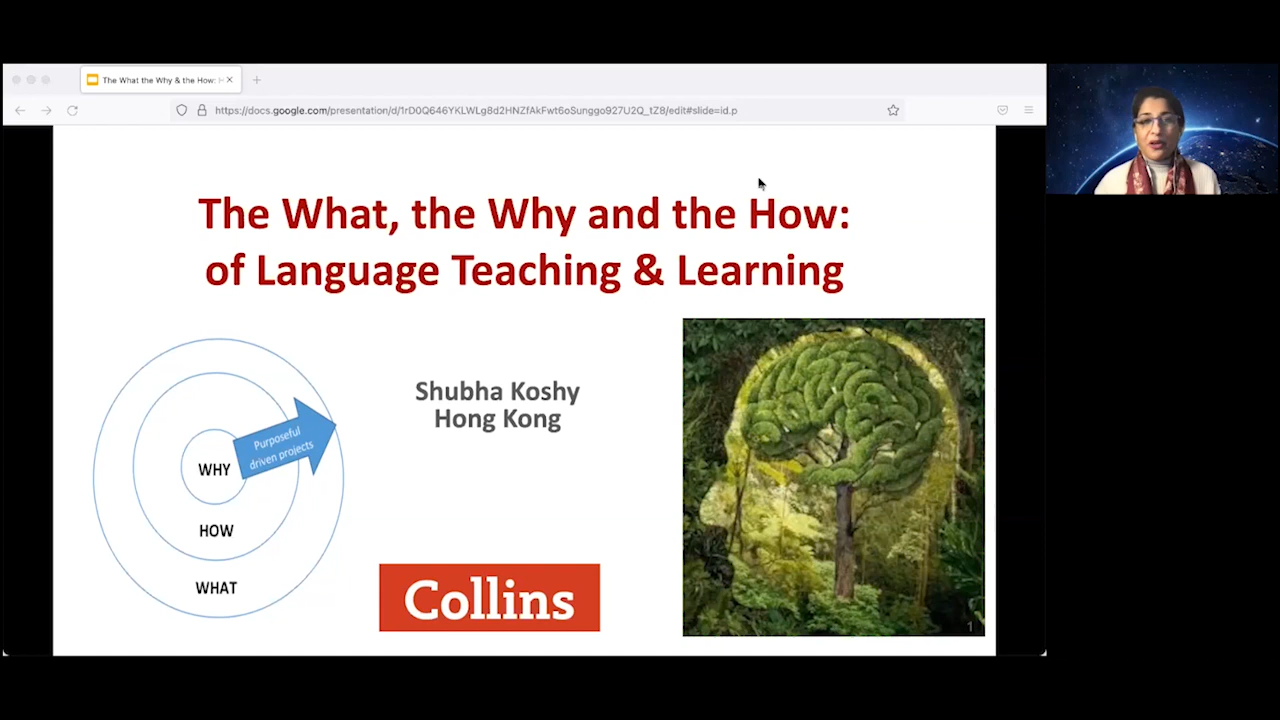 The What the Why & the How: H
https://docs.google.com/presentation/d/1rD0Q646YKLWLg8d2HNZfAkFwt6oSunggo927U2Q_tZ8/edit#slide=id.p
The What, the Why and the How:
of Language Teaching & Learning
Shubha Koshy
Hong Kong
Purposeful
driven projects
WHY
HOW
WHAT
Collins
1